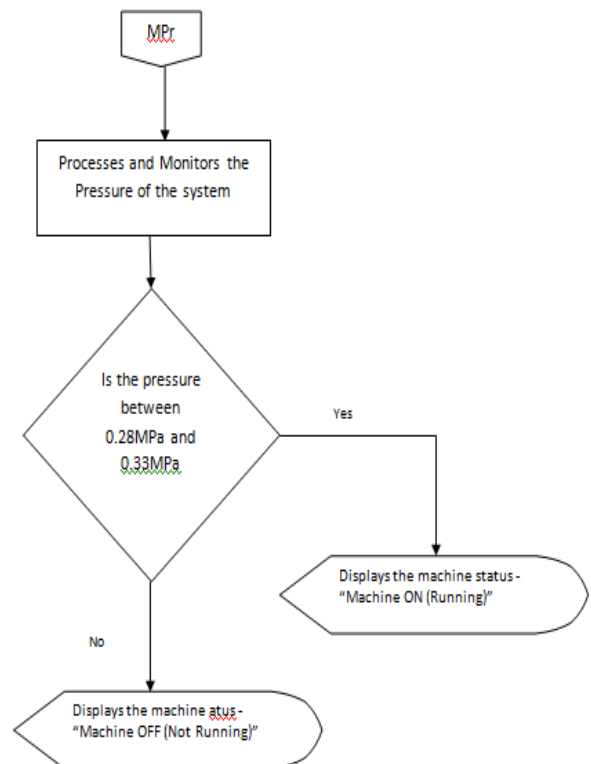 MPr
Processes and Monitors the
Pressure of the system
Is the pressure
between
0.28MPa and
0.33MPa
Yes
Displays the machine status -
“Machine ON (Running)”
No
Displays the machine atus -
“Machine OFF (Not Running)”